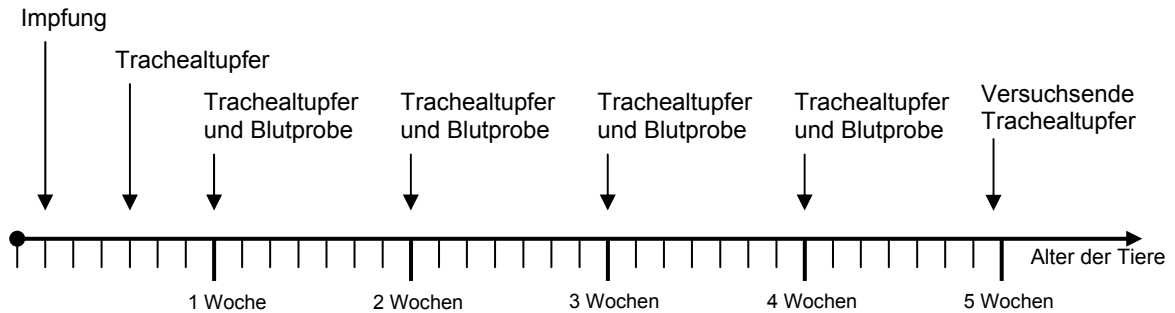 Impfung
Trachealtupfer
Trachealtupfer
und Blutprobe
Trachealtupfer
und Blutprobe
Trachealtupfer
und Blutprobe
Trachealtupfer
und Blutprobe
Versuchsende
Trachealtupfer
Alter der Tiere
1 Woche
2 Wochen
3 Wochen
4 Wochen
5 Wochen